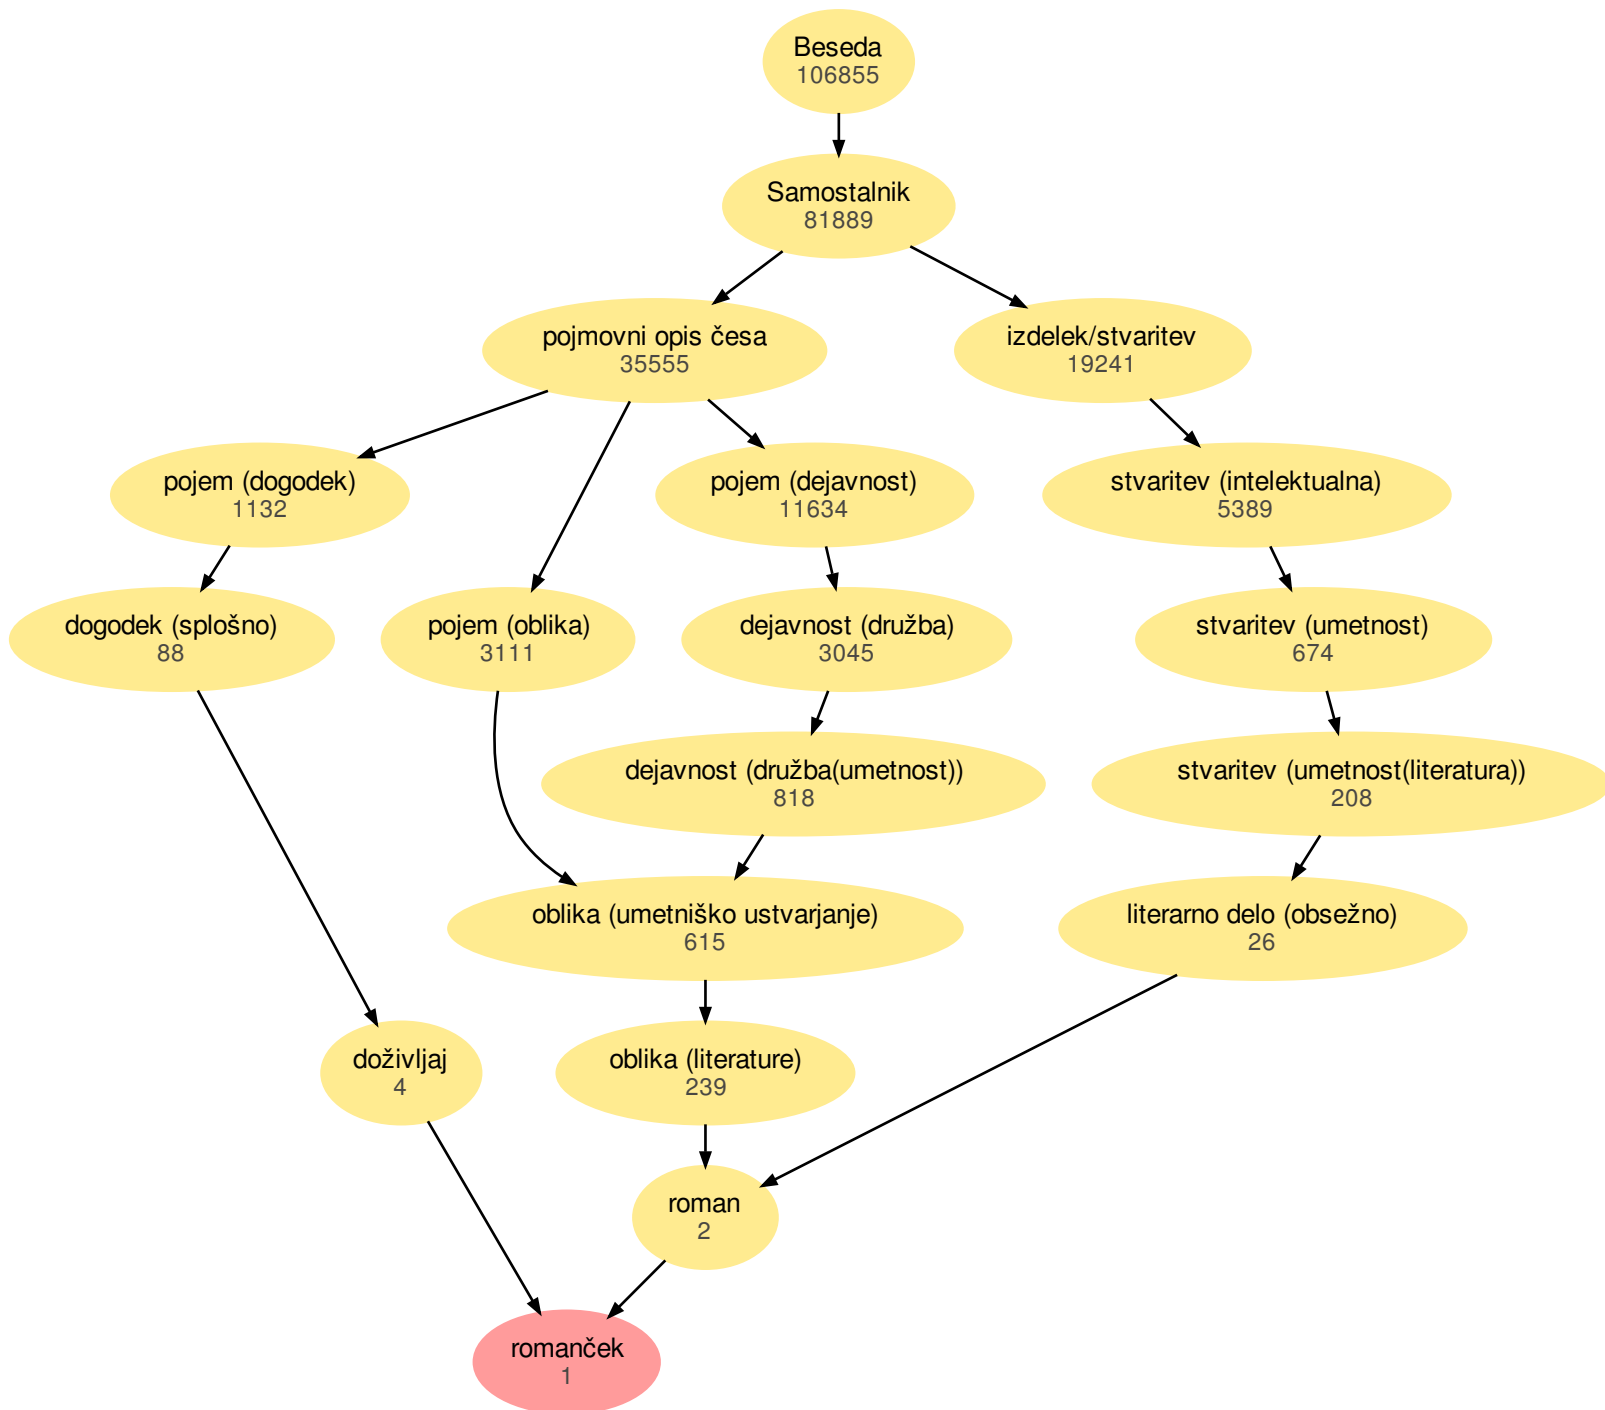 Beseda
106855
Samostalnik
81889
pojmovni opis česa
35555
izdelek/stvaritev
19241
pojem (dogodek)
1132
pojem (dejavnost)
11634
stvaritev (intelektualna)
5389
dogodek (splošno)
88
pojem (oblika)
3111
dejavnost (družba)
3045
stvaritev (umetnost)
674
dejavnost (družba(umetnost))
818
stvaritev (umetnost(literatura))
208
oblika (umetniško ustvarjanje)
615
literarno delo (obsežno)
26
doživljaj
4
oblika (literature)
239
roman
2
romanček
1